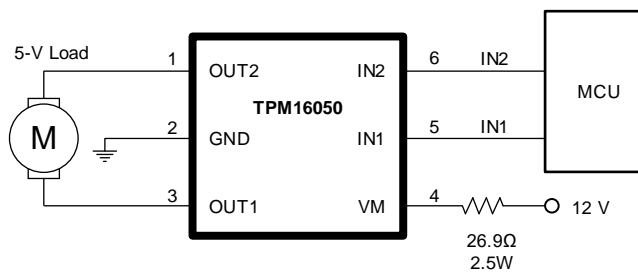 5-V Load
M
1
2
3
OUT2
GND
OUT1
TPM16050
IN2
IN1
VM
6
5
4
IN2
IN1
MCU
12 V
26.9Ω
2.5W